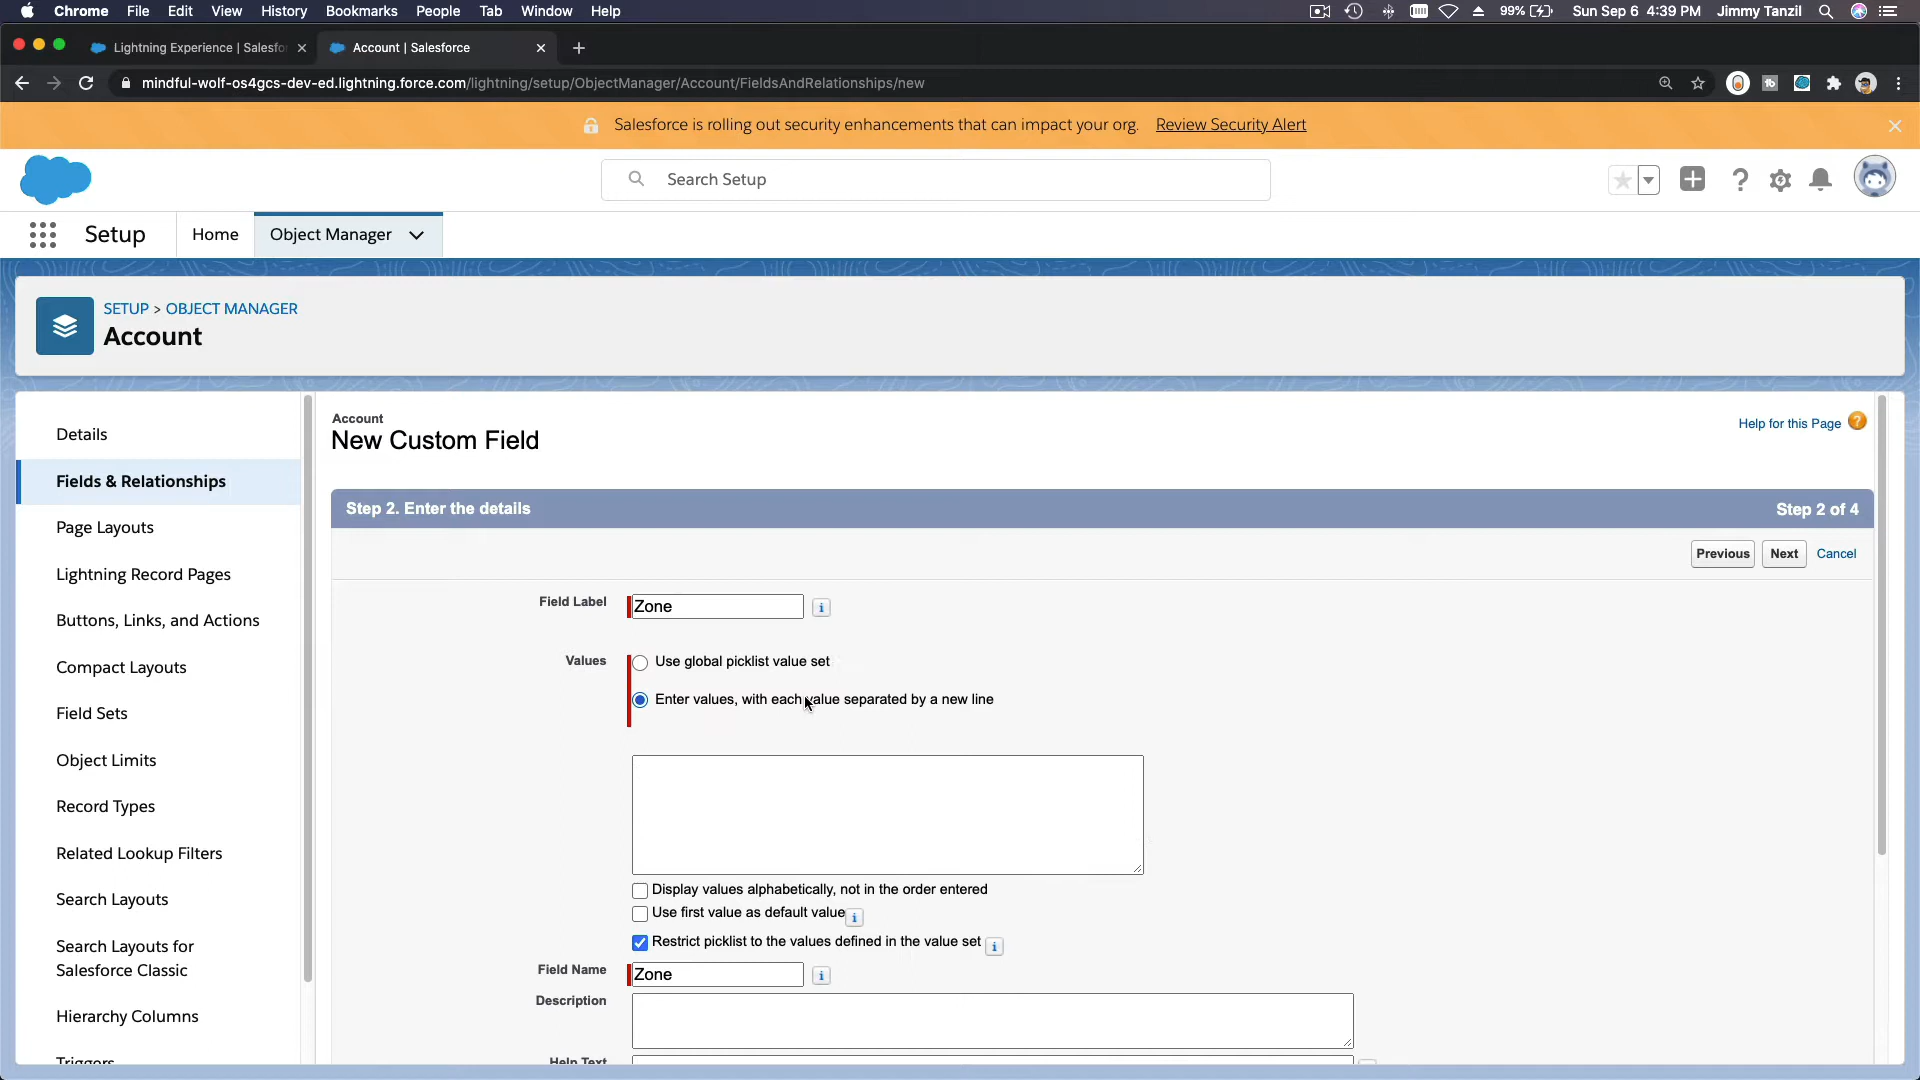 Chrome File Edit View History Bookmarks People Tab Window Help 99% Sun Sep 6 4:39 PM Jimmy Tanzil
Lightning Experience | Salesfo
Account | Salesforce
mindful-wolf-os4gcs-dev-ed.lightning.force.com/lightning/setup/ObjectManager/Account/FieldsAndRelationships/new
Salesforce is rolling out security enhancements that can impact your org. Review Security Alert
Search Setup
Setup Home Object Manager
SETUP > OBJECT MANAGER
Account
Details
Fields & Relationships
Page Layouts
Lightning Record Pages
Buttons, Links, and Actions
Compact Layouts
Field Sets
Object Limits
Record Types
Related Lookup Filters
Search Layouts
Search Layouts for
Salesforce Classic
Hierarchy Columns
Triggers
Account
New Custom Field
Help for this Page
Step 2. Enter the details Step 2 of 4
Previous Next Cancel
Field Label Zone
Values Use global picklist value set
Enter values, with each value separated by a new line
Display values alphabetically, not in the order entered
Use first value as default value
Restrict picklist to the values defined in the value set
Field Name Zone
Description
Help Text